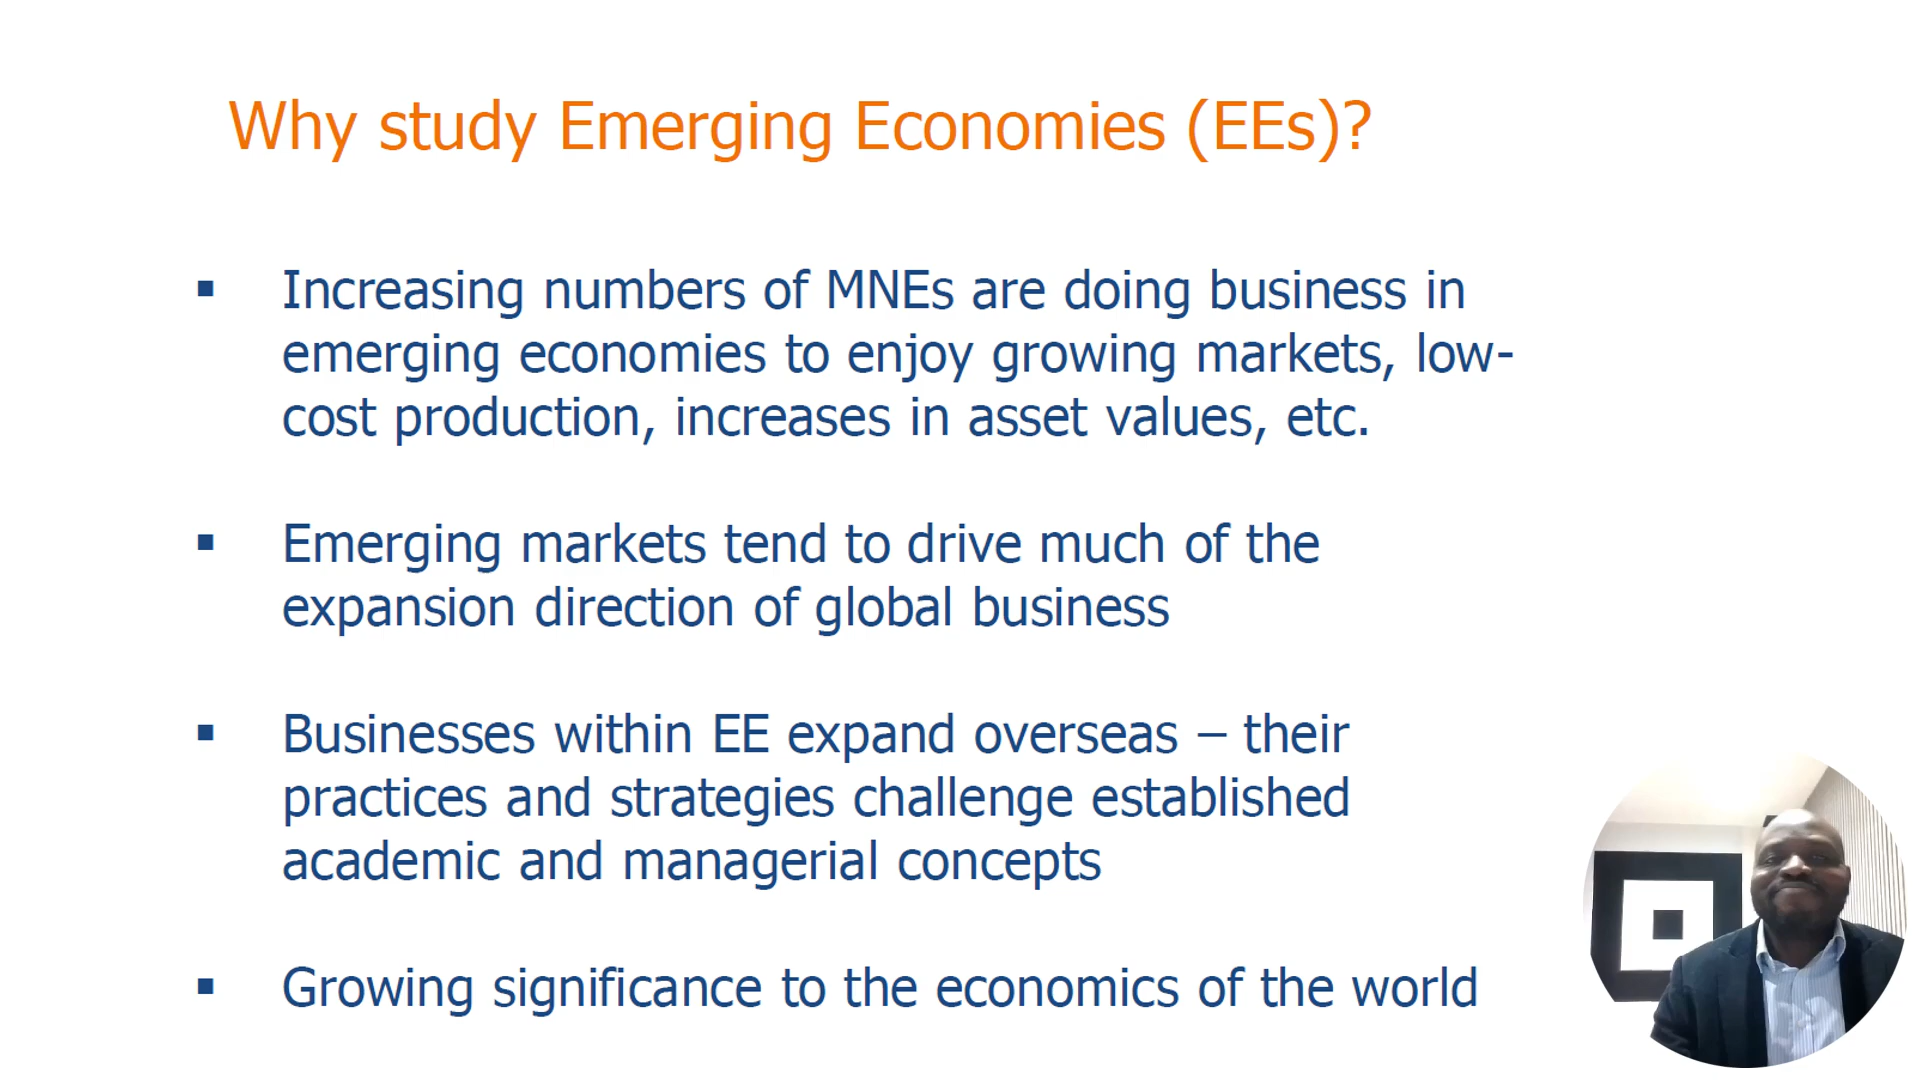 Why study Emerging Economies (EEs)?
▪ Increasing numbers of MNEs are doing business in
emerging economies to enjoy growing markets, low-
cost production, increases in asset values, etc.
▪ Emerging markets tend to drive much of the
expansion direction of global business
▪ Businesses within EE expand overseas – their
practices and strategies challenge established
academic and managerial concepts
▪ Growing significance to the economics of the world